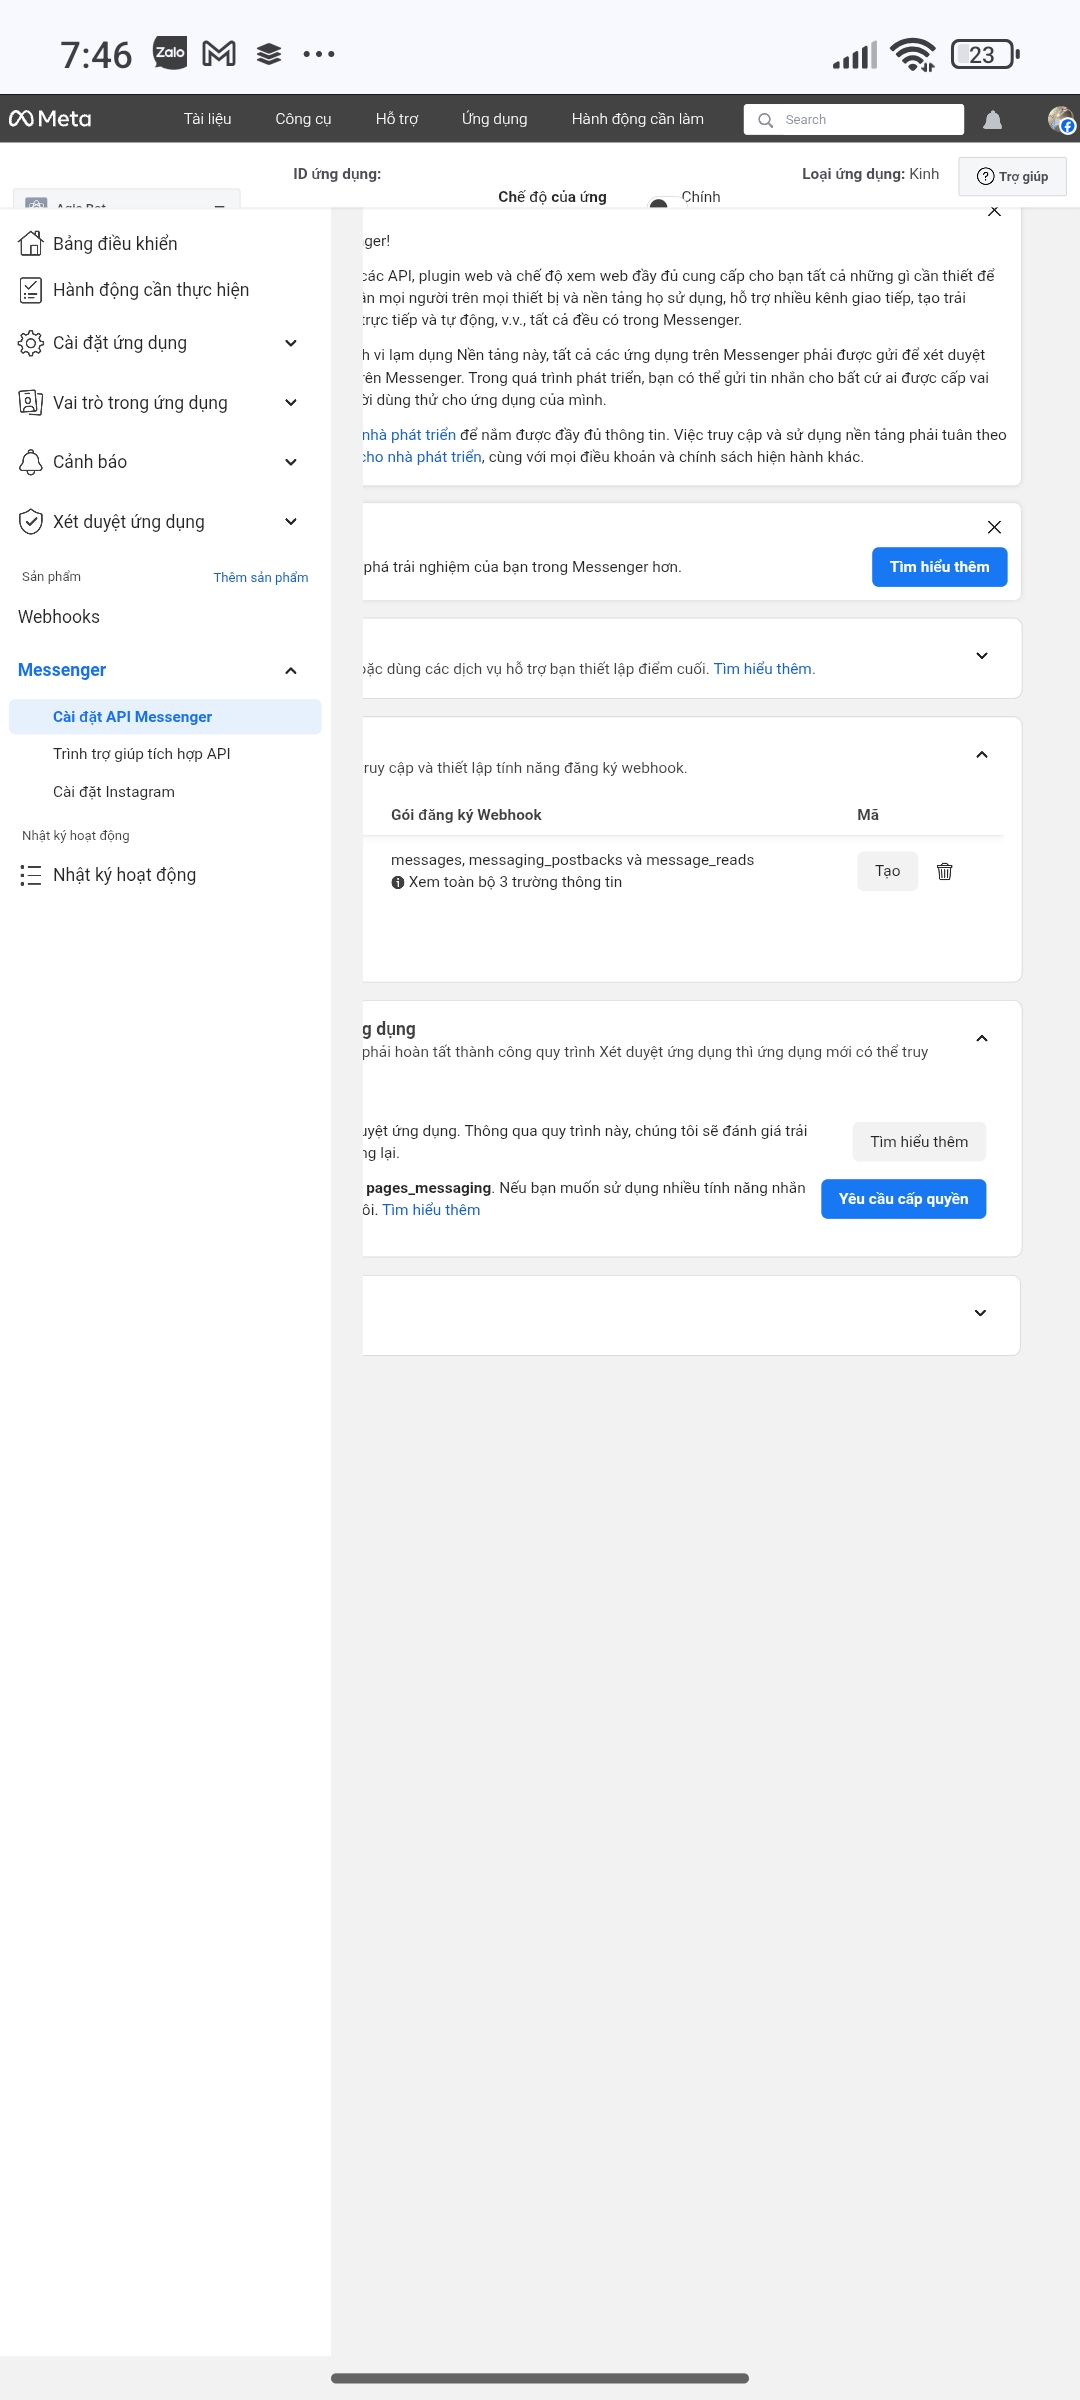 7:46
Zalo
23
Meta
Tài liệu
Công cụ
Hỗ trợ
Ứng dụng
Hành động cần làm
Search
ID ứng dụng:
Loại ứng dụng: Kinh
Trợ giúp
Chế độ của ứng
Chính
Bảng điều khiển
Hành động cần thực hiện
Cài đặt ứng dụng
Vai trò trong ứng dụng
Cảnh báo
Xét duyệt ứng dụng
Sản phẩm
Thêm sản phẩm
Webhooks
Messenger
Cài đặt API Messenger
Trình trợ giúp tích hợp API
Cài đặt Instagram
Nhật ký hoạt động
Nhật ký hoạt động
ger!
các API, plugin web và chế độ xem web đầy đủ cung cấp cho bạn tất cả những gì cần thiết để
ận mọi người trên mọi thiết bị và nền tảng họ sử dụng, hỗ trợ nhiều kênh giao tiếp, tạo trải
trực tiếp và tự động, v.v., tất cả đều có trong Messenger.
h vi lạm dụng Nền tảng này, tất cả các ứng dụng trên Messenger phải được gửi để xét duyệt
rên Messenger. Trong quá trình phát triển, bạn có thể gửi tin nhắn cho bất cứ ai được cấp vai
ời dùng thử cho ứng dụng của mình.
nhà phát triển để nắm được đầy đủ thông tin. Việc truy cập và sử dụng nền tảng phải tuân theo
cho nhà phát triển, cùng với mọi điều khoản và chính sách hiện hành khác.
phá trải nghiệm của bạn trong Messenger hơn.
Tìm hiểu thêm
oặc dùng các dịch vụ hỗ trợ bạn thiết lập điểm cuối. Tìm hiểu thêm.
truy cập và thiết lập tính năng đăng ký webhook.
Gói đăng ký Webhook
Mã
messages, messaging_postbacks và message_reads
Xem toàn bộ 3 trường thông tin
Tạo
g dụng
phải hoàn tất thành công quy trình Xét duyệt ứng dụng thì ứng dụng mới có thể truy
uyệt ứng dụng. Thông qua quy trình này, chúng tôi sẽ đánh giá trải
ng lại.
Tìm hiểu thêm
pages_messaging. Nếu bạn muốn sử dụng nhiều tính năng nhắn
ôi. Tìm hiểu thêm
Yêu cầu cấp quyền